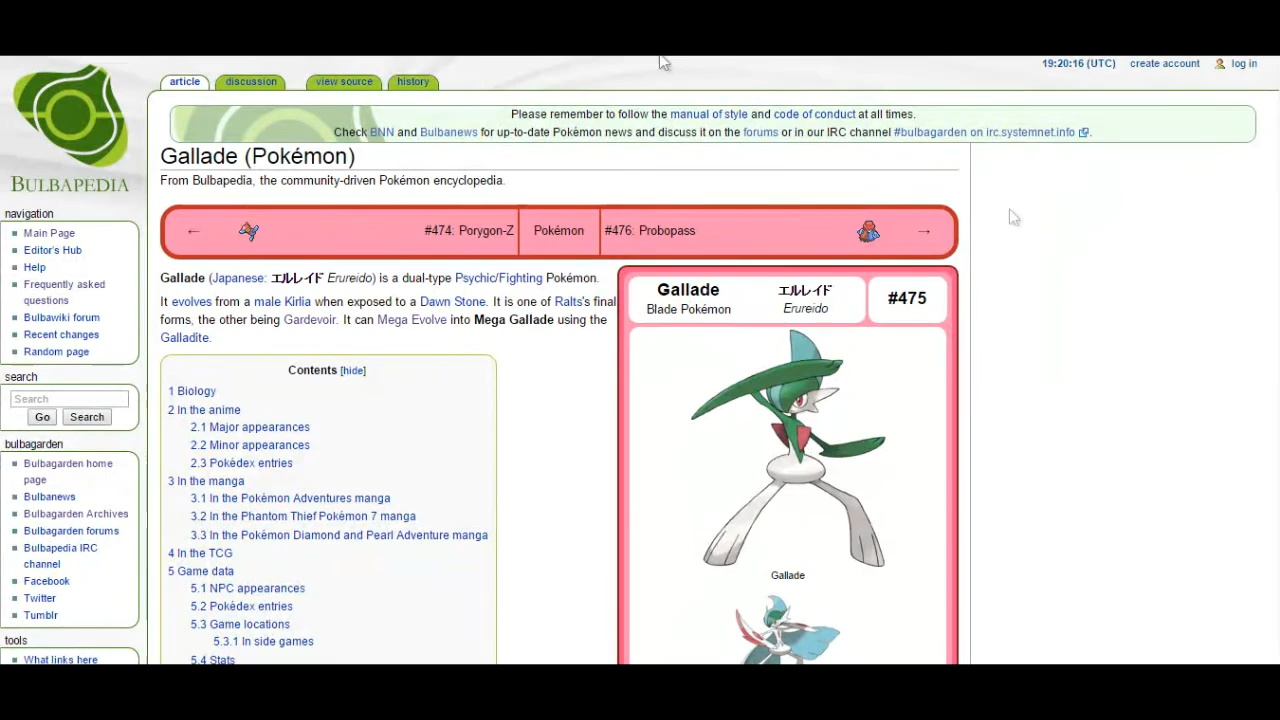 19:20:16 (UTC) create account log in
article discussion view source history
Please remember to follow the manual of style and code of conduct at all times.
Check BNN and Bulbanews for up-to-date Pokémon news and discuss it on the forums or in our IRC channel #bulbagarden on irc.systemnet.info.
BULBAPEDIA
Gallade (Pokémon)
From Bulbapedia, the community-driven Pokémon encyclopedia.
← #474: Porygon-Z Pokémon #476: Probopass →
Gallade (Japanese: エルレイド Erureido) is a dual-type Psychic/Fighting Pokémon.
It evolves from a male Kirlia when exposed to a Dawn Stone. It is one of Ralts's final
forms, the other being Gardevoir. It can Mega Evolve into Mega Gallade using the
Galladite.
Contents [hide]
1 Biology
2 In the anime
2.1 Major appearances
2.2 Minor appearances
2.3 Pokédex entries
3 In the manga
3.1 In the Pokémon Adventures manga
3.2 In the Phantom Thief Pokémon 7 manga
3.3 In the Pokémon Diamond and Pearl Adventure manga
4 In the TCG
5 Game data
5.1 NPC appearances
5.2 Pokédex entries
5.3 Game locations
5.3.1 In side games
5.4 Stats
Gallade エルレイド #475
Blade Pokémon Erureido
Gallade
navigation
Main Page
Editor's Hub
Help
Frequently asked
questions
Bulbawiki forum
Recent changes
Random page
search
Search
Go Search
bulbagarden
Bulbagarden home
page
Bulbanews
Bulbagarden Archives
Bulbagarden forums
Bulbapedia IRC
channel
Facebook
Twitter
Tumblr
tools
What links here